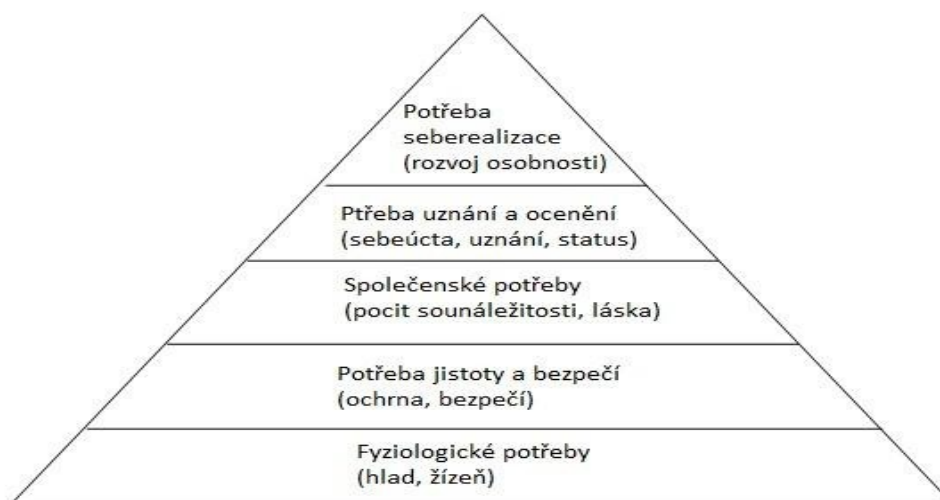 Potřeba
seberealizace
(rozvoj osobnosti)
Ptřeba uznání a ocenění
(sebeúcta, uznání, status)
Společenské potřeby
(pocit sounáležitosti, láska)
Potřeba jistoty a bezpečí
(ochrna, bezpečí)
Fyziologické potřeby
(hlad, žízeň)